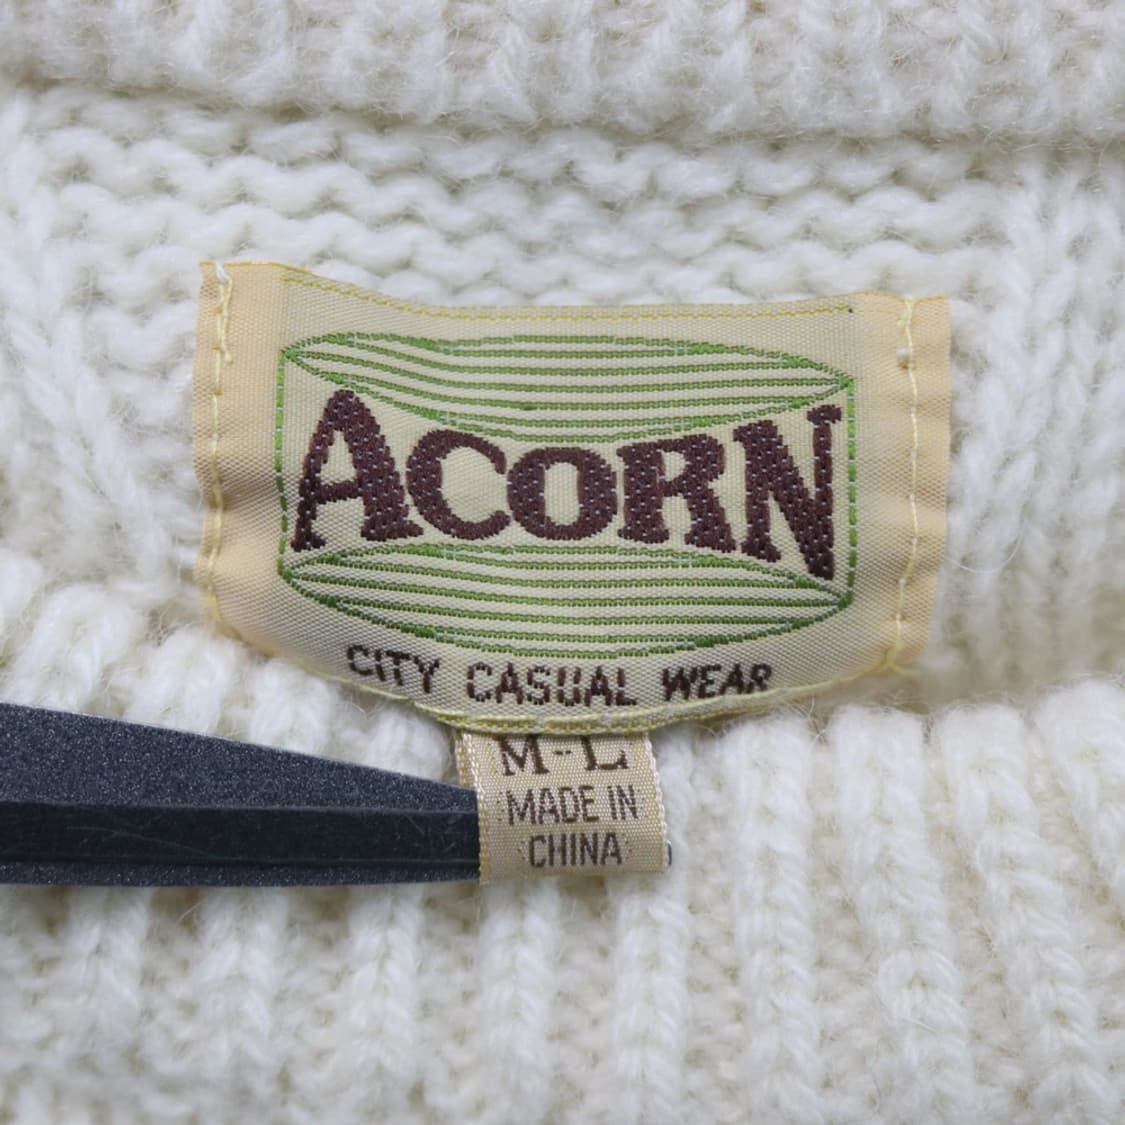 ACORN
CITY CASUAL WEAR
M-L
MADE IN
CHINA